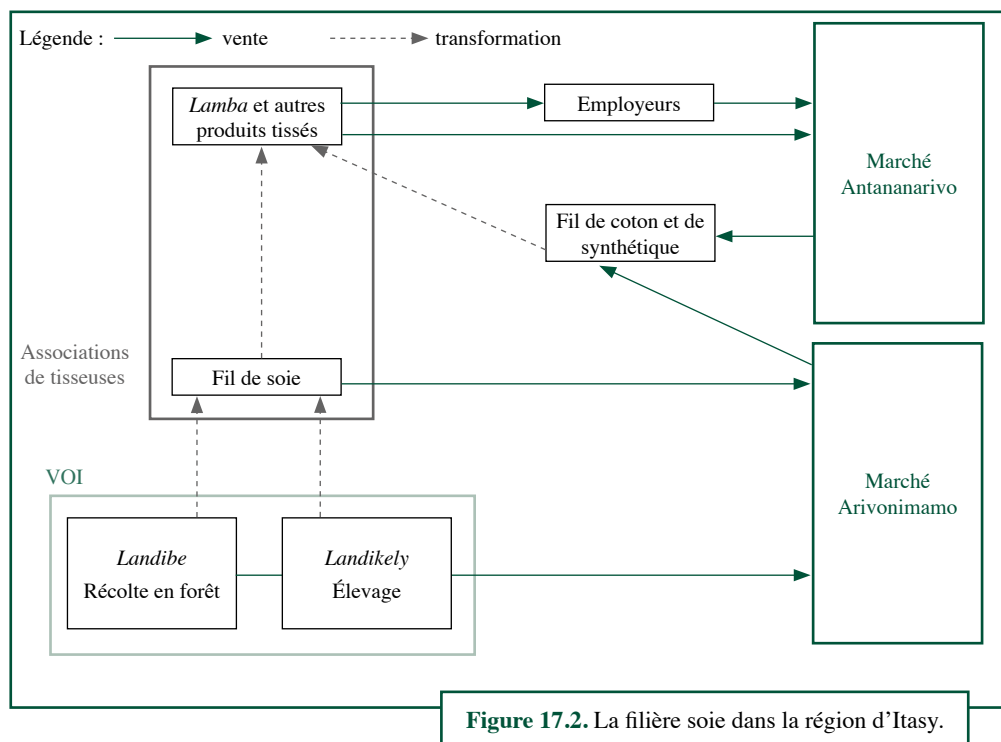 Légende : vente transformation
Lamba et autres
produits tissés
Employeurs
Marché
Antananarivo
Fil de coton et de
synthétique
Associations
de tisseuses
Fil de soie
VOI
Landibe
Récolte en forêt
Landikely
Élevage
Marché
Arivonimamo
Figure 17.2. La filière soie dans la région d’Itasy.